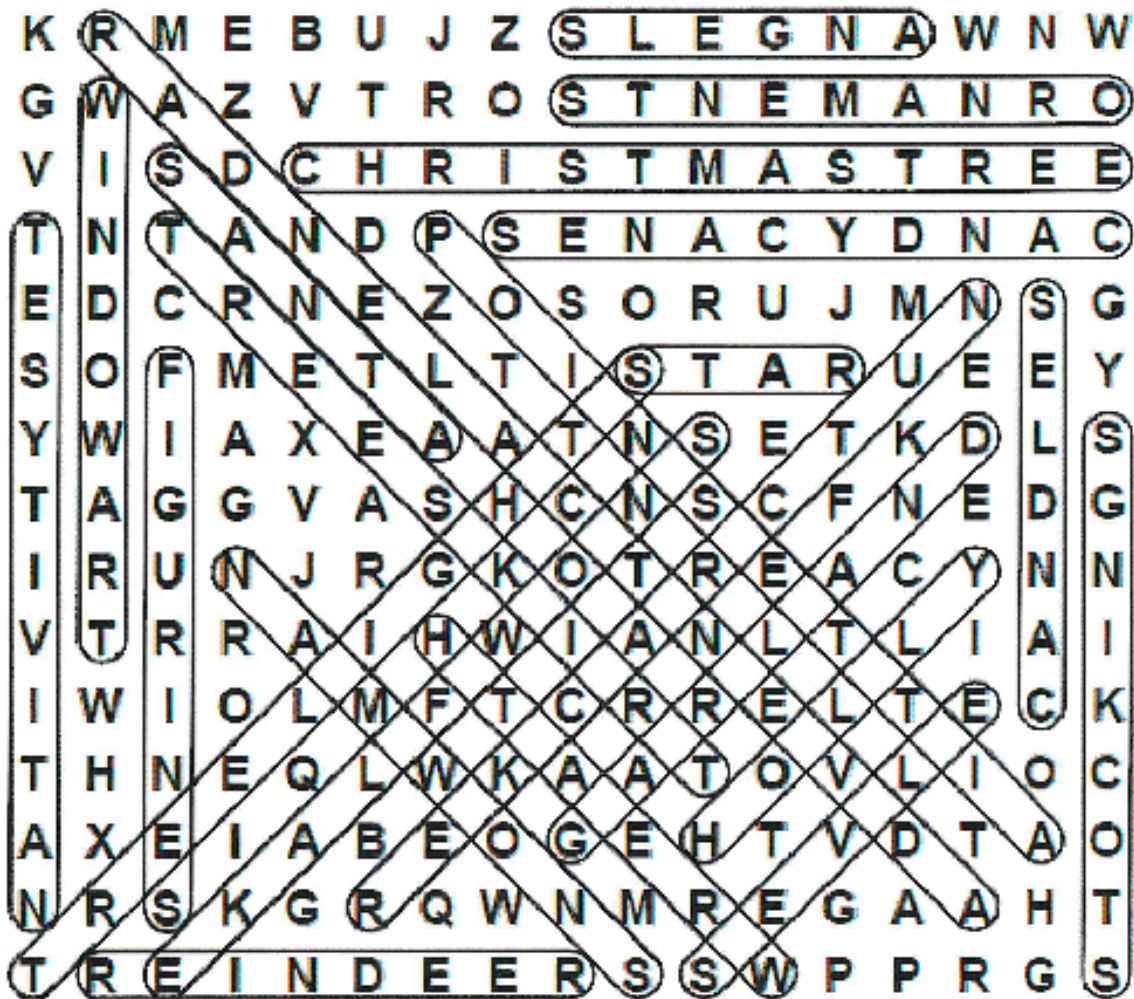 K R M E B U J Z S L E G N A W N W
G W A Z V T R O S T N E M A N R O
V I S D C H R I S T M A S T R E E
T N T A N D P S E N A C Y D N A C
E D C R N E Z O S O R U J M N S G
S O F M E T L T I S T A R U E E Y
Y W I A X E A A T N S E T K D L S
T A G G V A S H C N S C F N E D G
I R U N J R G K O T R E A C Y N N
V T R R A I H W I A N L T L I A I
I W I O L M F T C R R E L T E C K
T H N E Q L W K A A T O V L I O C
A X E I A B E O G E H T V D T A O
N R S K G R Q W N M R E G A A H T
T R E I N D E E R S S W P P R G S